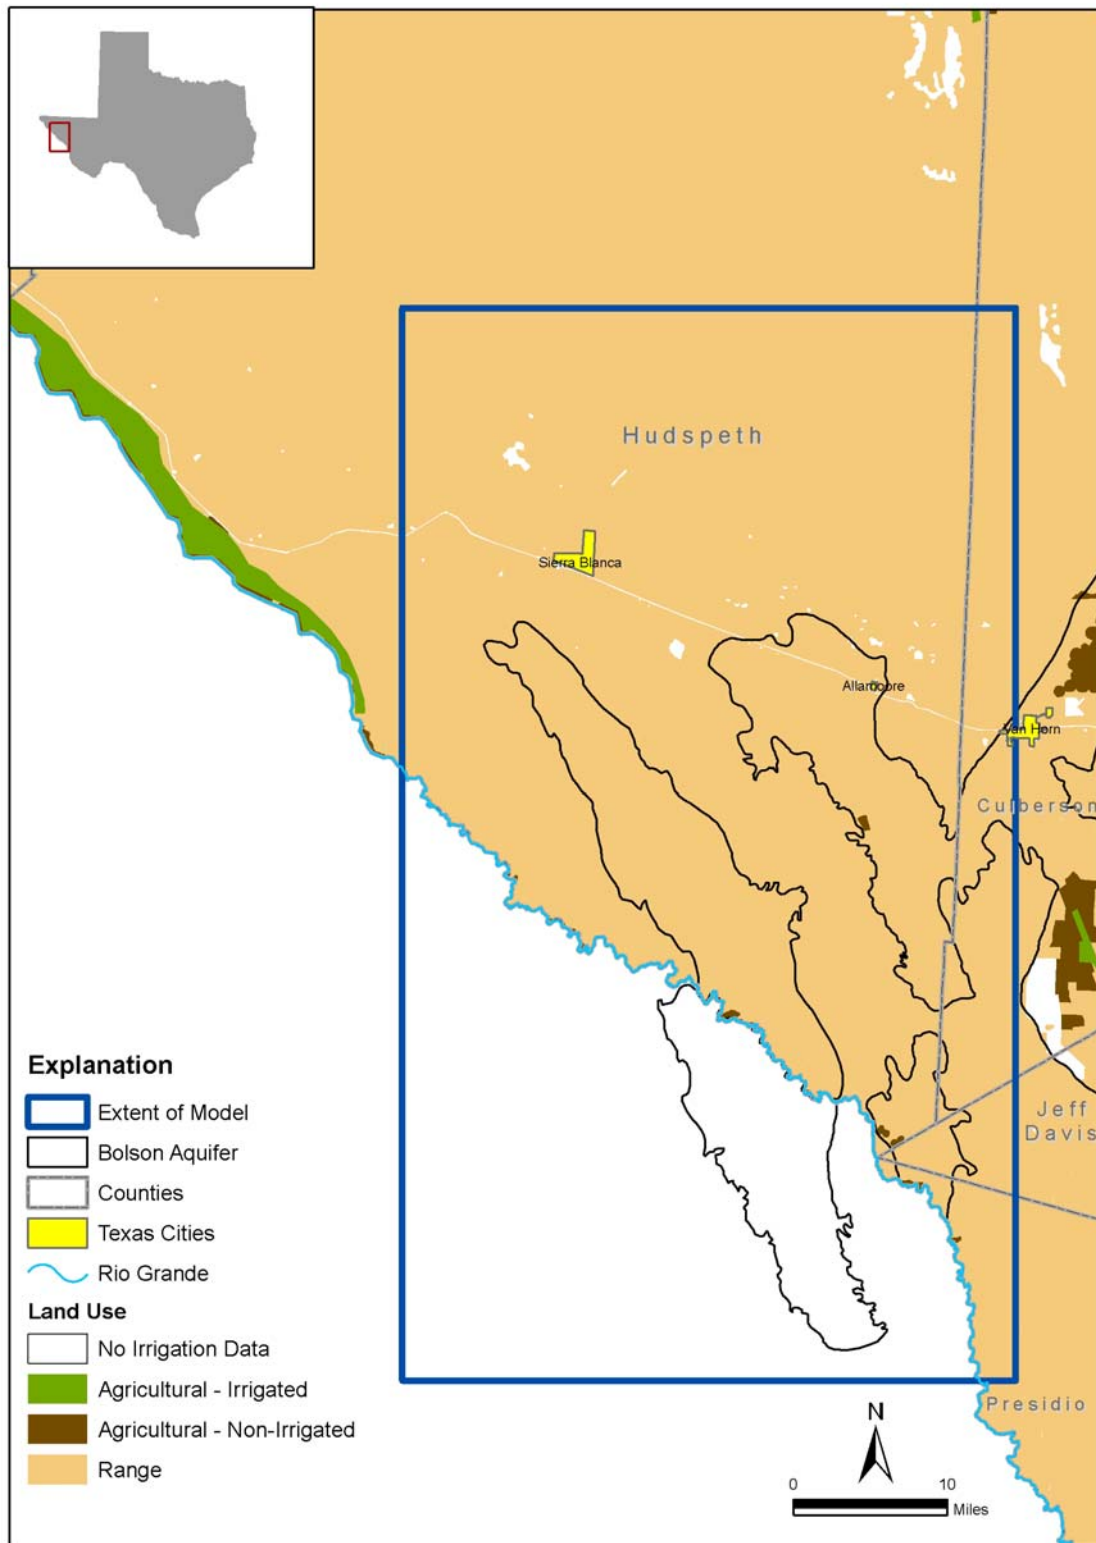 Hudspeth
Sierra Blanca
Allamoore
Van Horn
Culberson
Jeff
Davis
Presidio
Explanation
Extent of Model
Bolson Aquifer
Counties
Texas Cities
Rio Grande
Land Use
No Irrigation Data
Agricultural - Irrigated
Agricultural - Non-Irrigated
Range
N
0 10
Miles